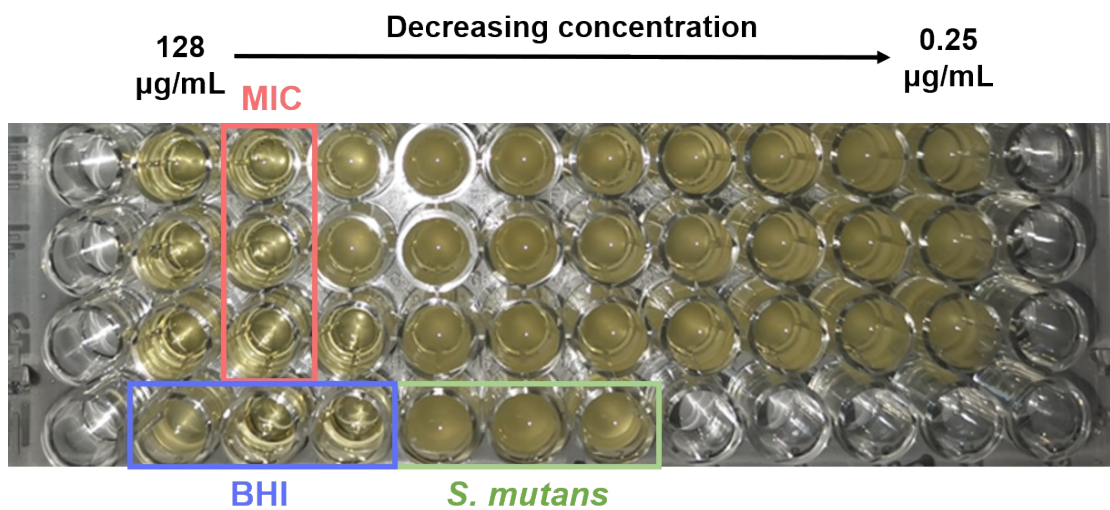 Decreasing concentration
128
µg/mL
0.25
µg/mL
MIC
BHI
S. mutans